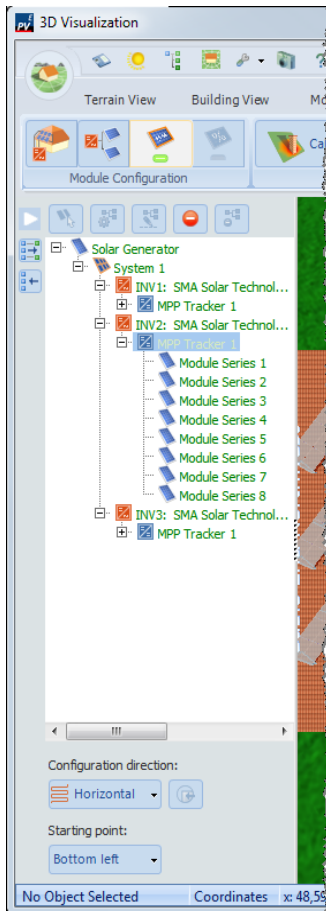 PV
3D Visualization
Terrain View Building View
Module Configuration
Solar Generator
System 1
INV1: SMA Solar Technol...
MPP Tracker 1
INV2: SMA Solar Technol...
MPP Tracker 1
Module Series 1
Module Series 2
Module Series 3
Module Series 4
Module Series 5
Module Series 6
Module Series 7
Module Series 8
INV3: SMA Solar Technol...
MPP Tracker 1
Configuration direction:
Horizontal
Starting point:
Bottom left
No Object Selected Coordinates x: 48,59